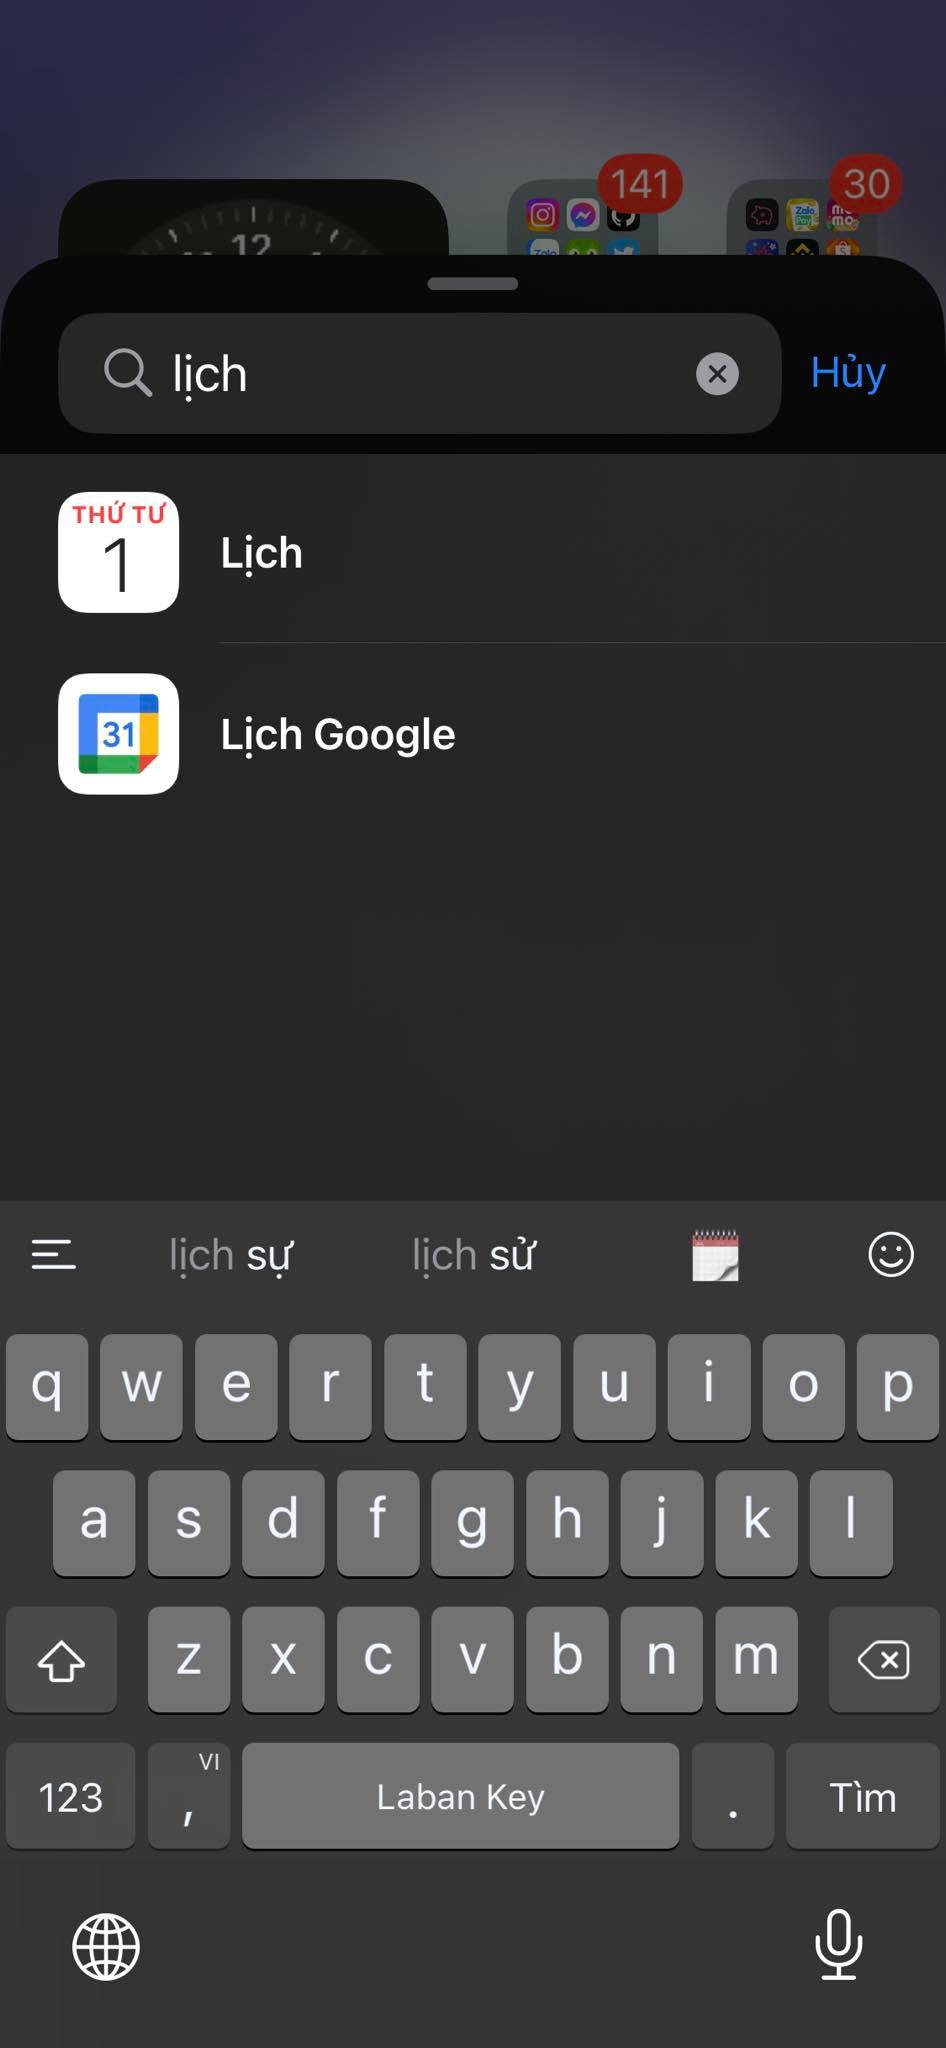 141
30
12
lịch
Hủy
THỨ TƯ
1
Lịch
31
Lịch Google
lịch sự
lịch sử
q w e r t y u i o p
a s d f g h j k l
z x c v b n m
123
VI
,
Laban Key
.
Tìm